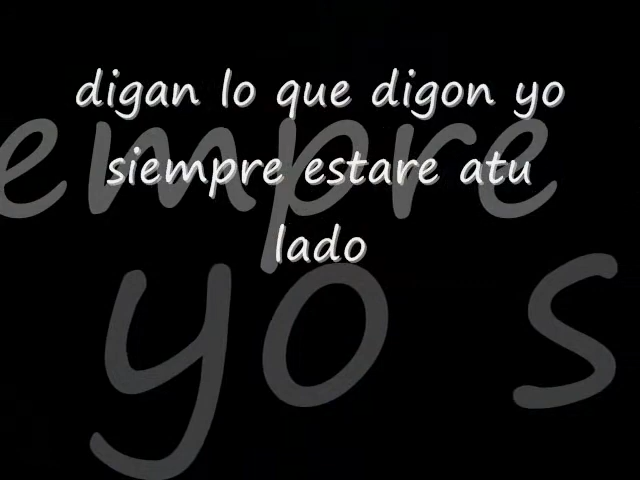 digan lo que digon yo
siempre estare atu
lado
empre
yo s